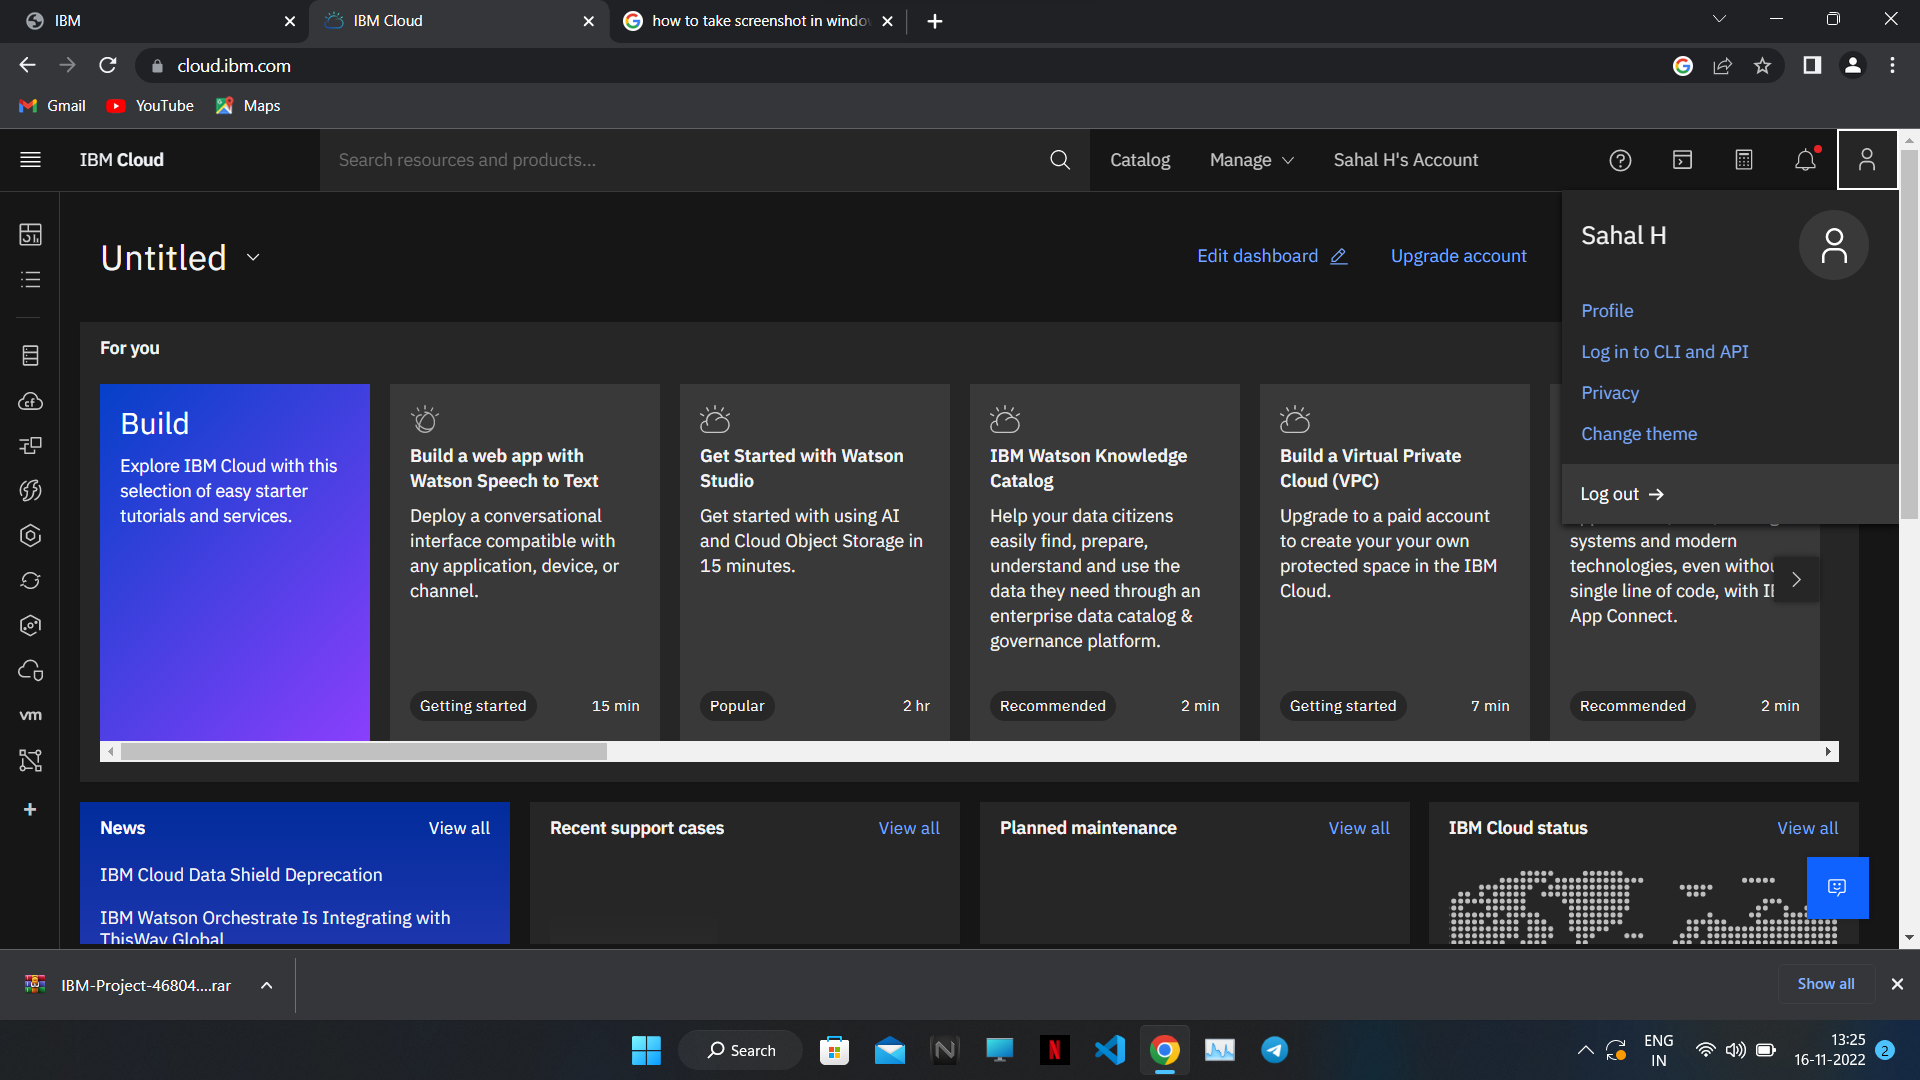 IBM
IBM Cloud
how to take screenshot in windo
cloud.ibm.com
Gmail
YouTube
Maps
IBM Cloud
Search resources and products...
Catalog
Manage
Sahal H's Account
Untitled
Edit dashboard
Upgrade account
Sahal H
Profile
Log in to CLI and API
Privacy
Change theme
Log out
For you
Build
Explore IBM Cloud with this
selection of easy starter
tutorials and services.
Build a web app with
Watson Speech to Text
Deploy a conversational
interface compatible with
any application, device, or
channel.
Getting started
15 min
Get Started with Watson
Studio
Get started with using AI
and Cloud Object Storage in
15 minutes.
Popular
2 hr
IBM Watson Knowledge
Catalog
Help your data citizens
easily find, prepare,
understand and use the
data they need through an
enterprise data catalog &
governance platform.
Recommended
2 min
Build a Virtual Private
Cloud (VPC)
Upgrade to a paid account
to create your your own
protected space in the IBM
Cloud.
Getting started
7 min
systems and modern
technologies, even withou
single line of code, with
App Connect.
Recommended
2 min
vm
News
View all
IBM Cloud Data Shield Deprecation
IBM Watson Orchestrate Is Integrating with
ThisWay Global
Recent support cases
View all
Planned maintenance
View all
IBM Cloud status
View all
IBM-Project-46804....rar
Show all
Search
ENG
IN
13:25
16-11-2022
2